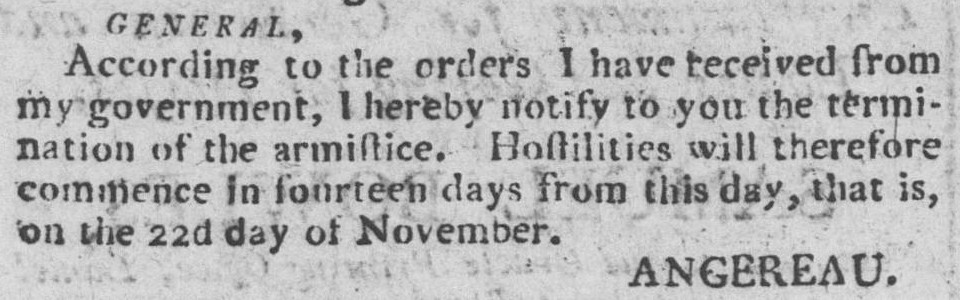 GENERAL,
According to the orders I have received from
my government, I hereby notify to you the termi-
nation of the armiſtice. Hoſtilities will therefore
commence in fourteen days from this day, that is,
on the 22d day of November.
ANGEREAU.